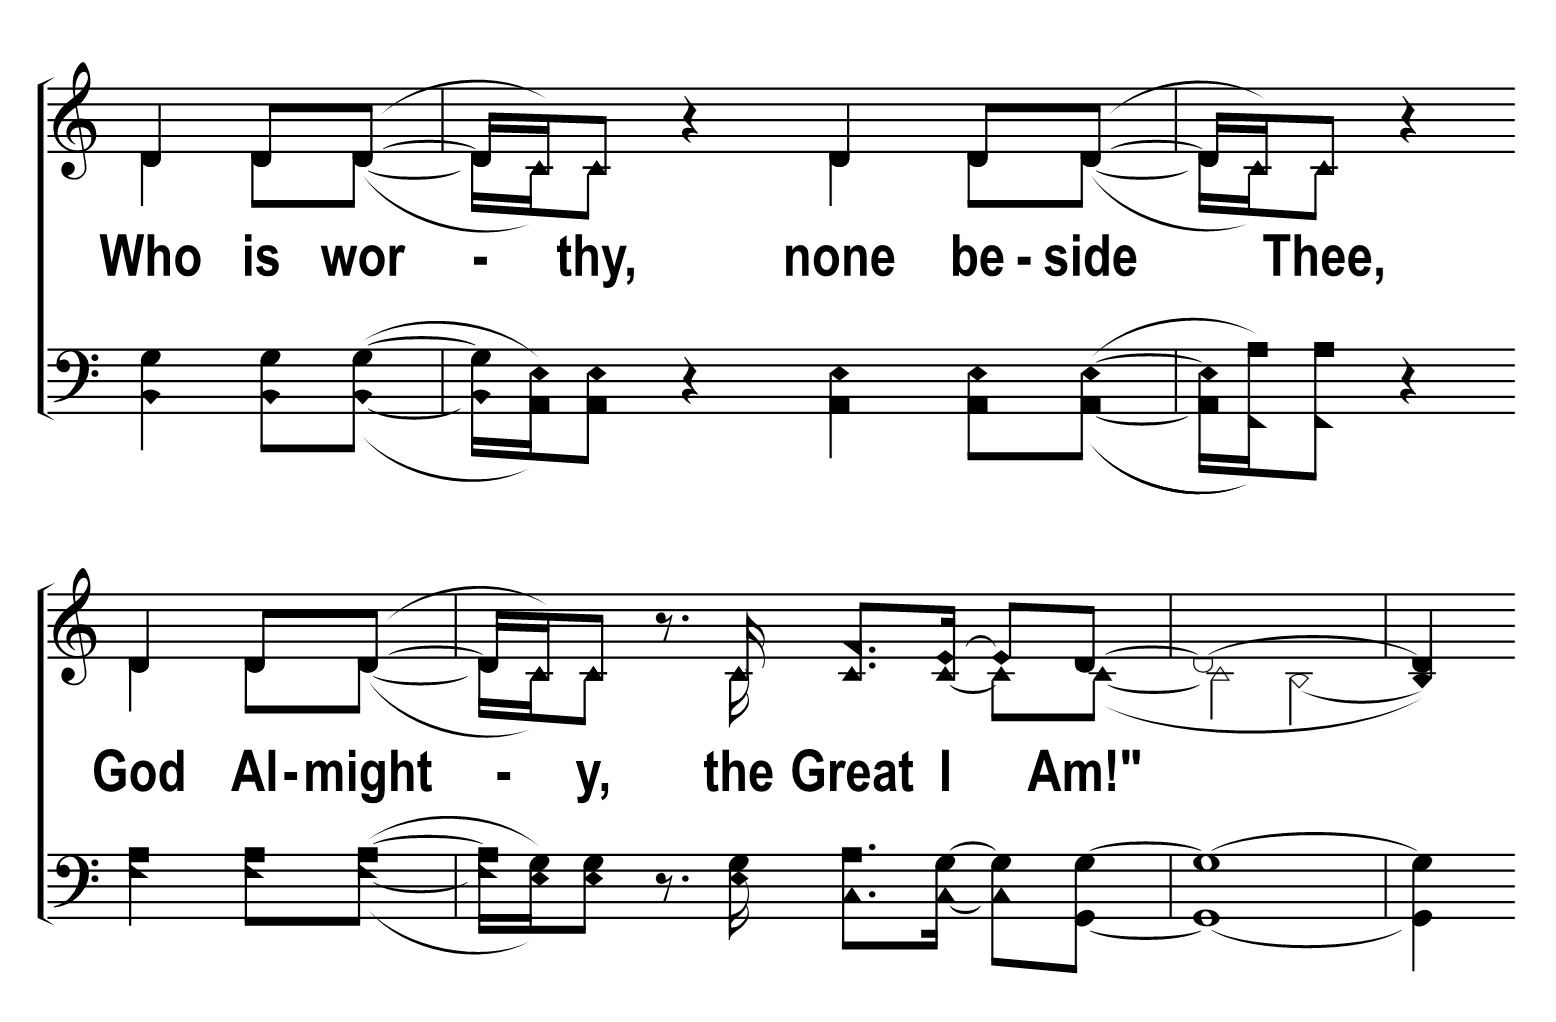 Who is wor - thy, none be - side Thee,
God Al - might - y, the Great I Am!"